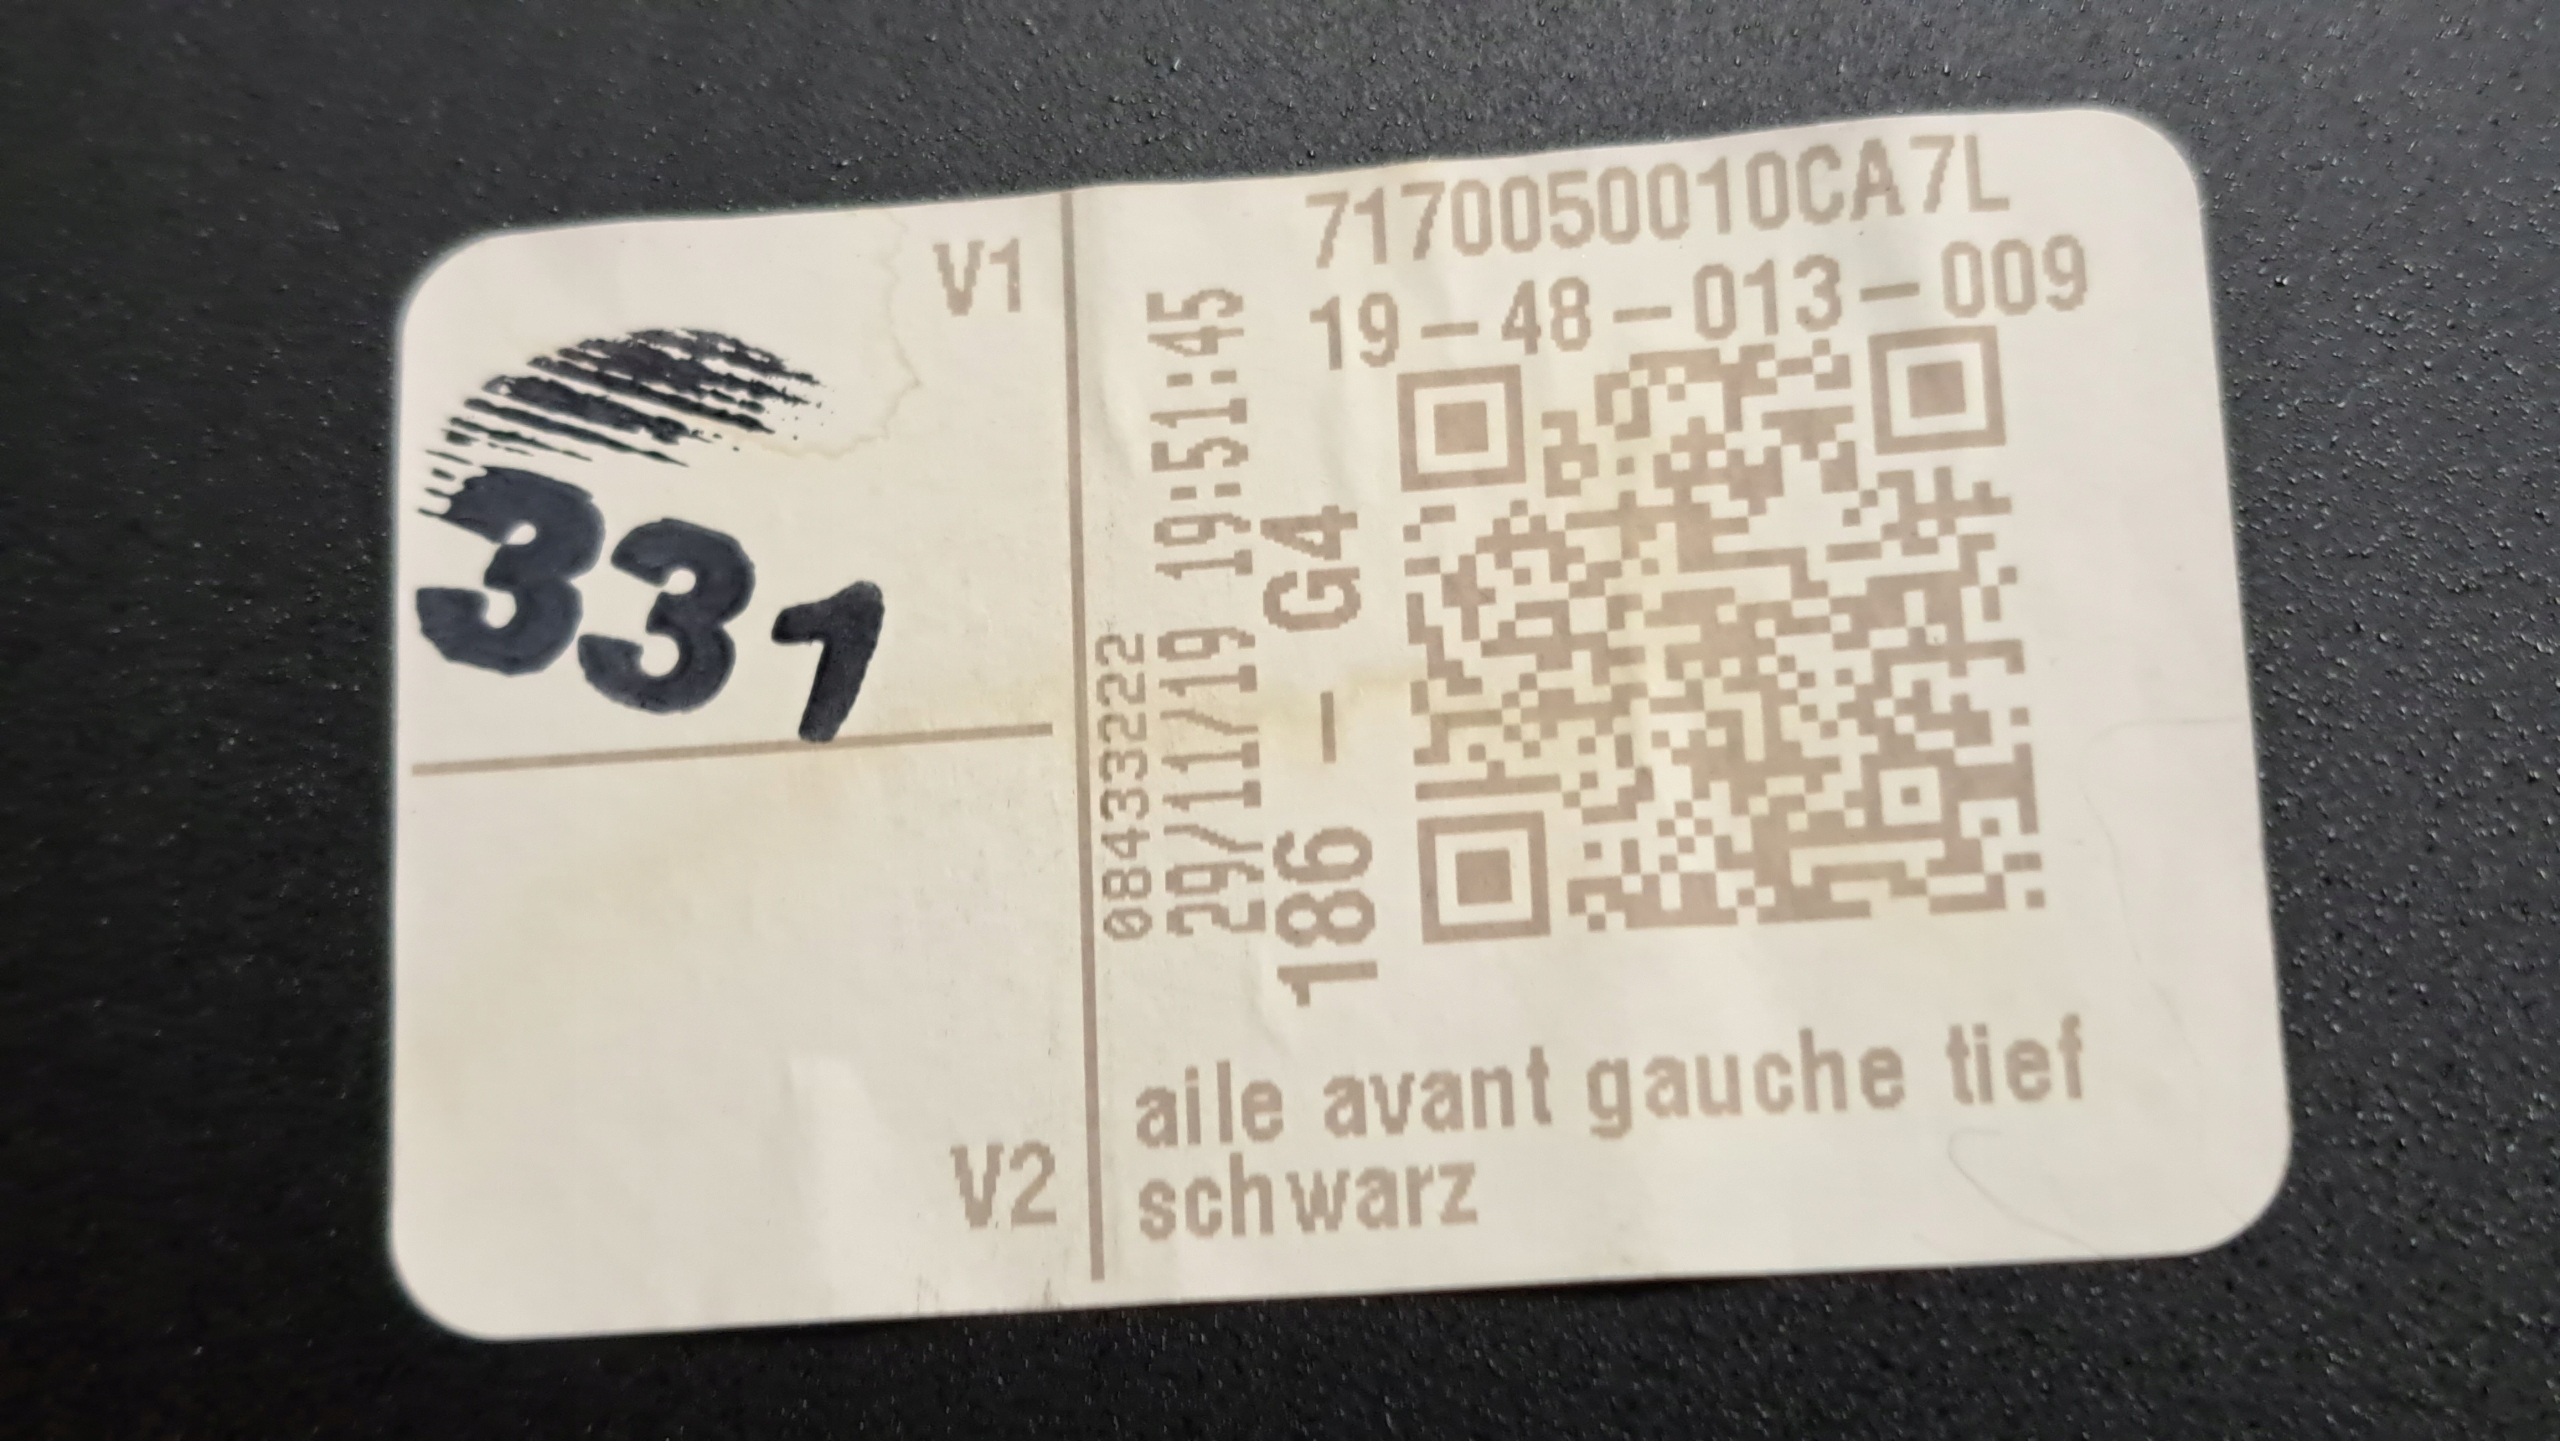 V1
331
V2
7170050010CA7L
19-48-013-009
08433222
29/11/19 19:51:45
186 - G4
aile avant gauche tief
schwarz